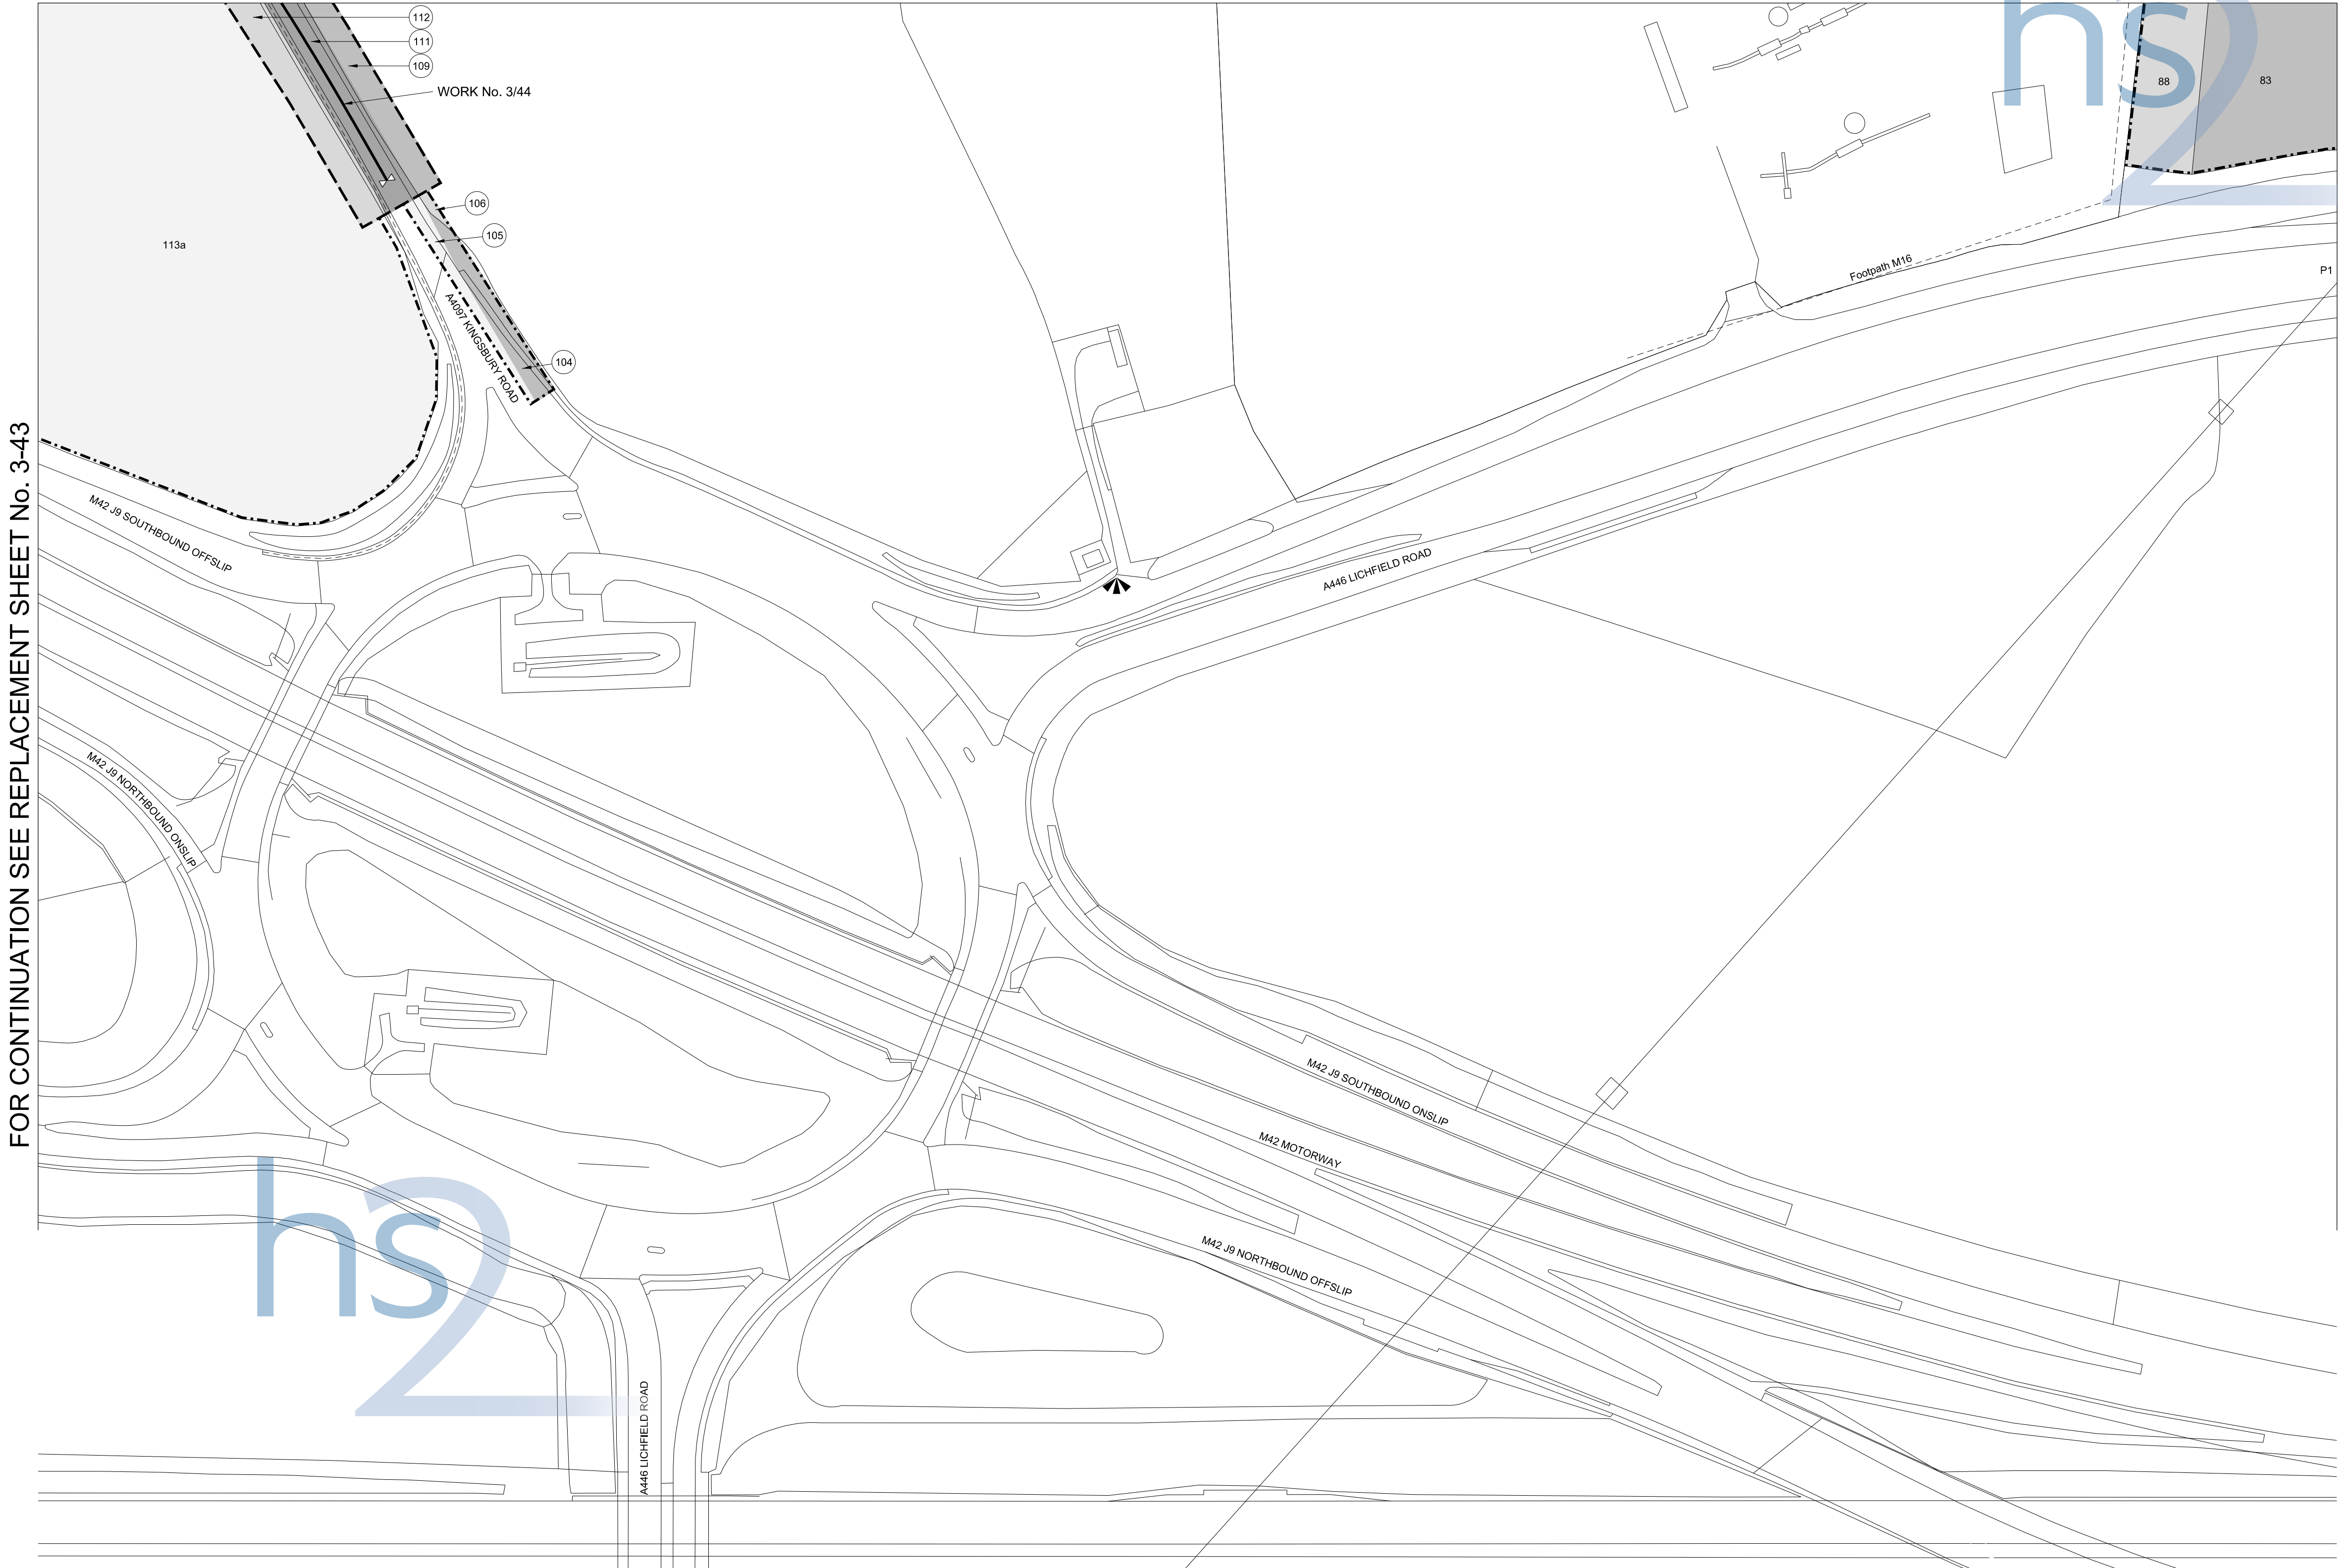 112
111
109
WORK No. 3/44
hs2
88
83
106
113a
105
Footpath M16
P1
A4097 KINGSBURY ROAD
104
FOR CONTINUATION SEE REPLACEMENT SHEET No. 3-43
M42 J9 SOUTHBOUND OFFSLIP
A446 LICHFIELD ROAD
M42 J9 NORTHBOUND ONSLIP
M42 J9 SOUTHBOUND ONSLIP
M42 MOTORWAY
hs2
M42 J9 NORTHBOUND OFFSLIP
A446 LICHFIELD ROAD